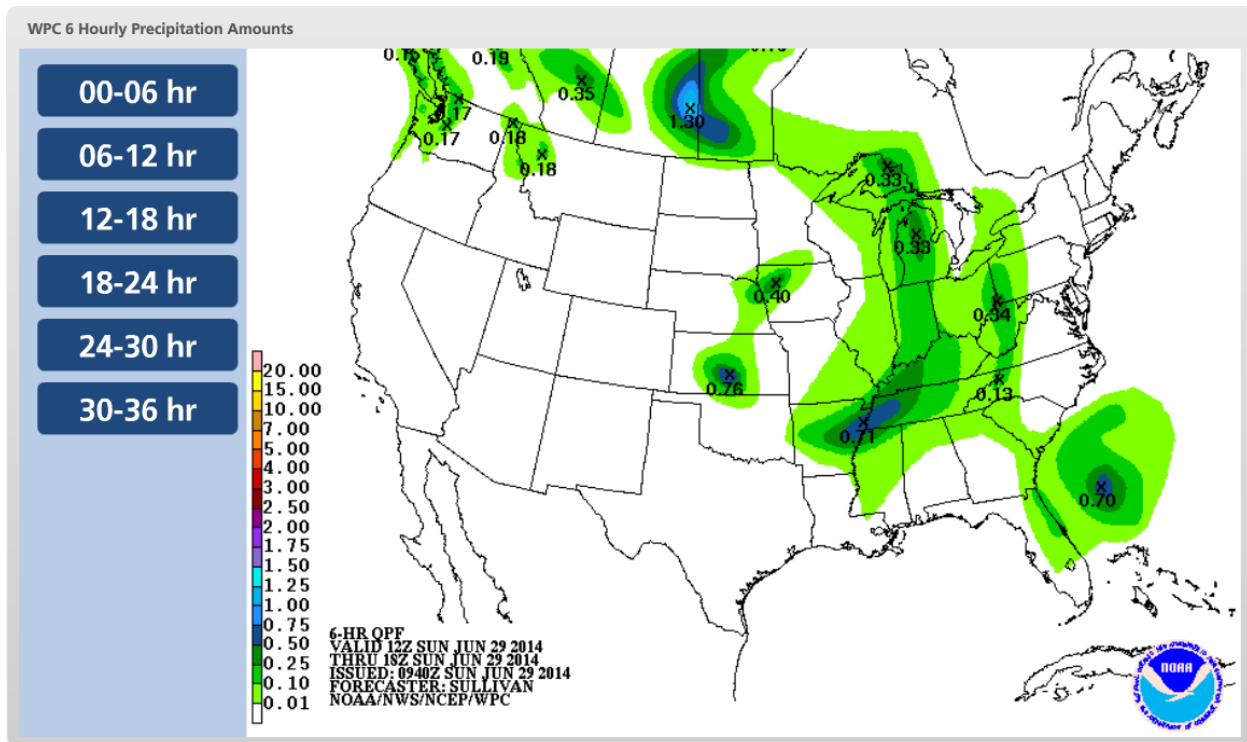 WPC 6 Hourly Precipitation Amounts
00-06 hr
06-12 hr
12-18 hr
18-24 hr
24-30 hr
30-36 hr
0.19
0.35
1.30
0.17
0.17
0.18
0.18
0.33
0.33
0.40
0.34
0.76
0.13
0.71
0.70
20.00
15.00
10.00
7.00
5.00
4.00
3.00
2.50
2.00
1.75
1.50
1.25
1.00
0.75
0.50
0.25
0.10
0.01
6-HR QPF
VALID 12Z SUN JUN 29 2014
THRU 18Z SUN JUN 29 2014
ISSUED: 0940Z SUN JUN 29 2014
FORECASTER: SULLIVAN
NOAA/NWS/NCEP/WPC
NOAA